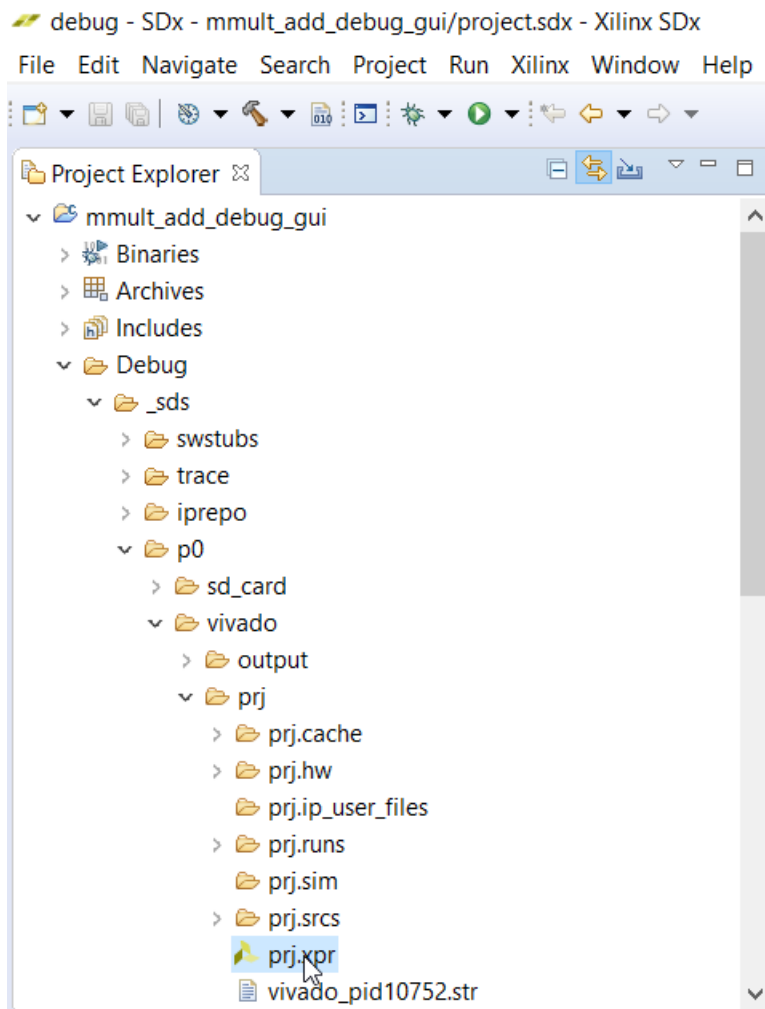 debug - SDx - mmult_add_debug_gui/project.sdx - Xilinx SDx
File Edit Navigate Search Project Run Xilinx Window Help
010
Project Explorer
mmult_add_debug_gui
Binaries
Archives
Includes
Debug
_sds
swstubs
trace
iprepo
p0
sd_card
vivado
output
prj
prj.cache
prj.hw
prj.ip_user_files
prj.runs
prj.sim
prj.srcs
prj.xpr
vivado_pid10752.str